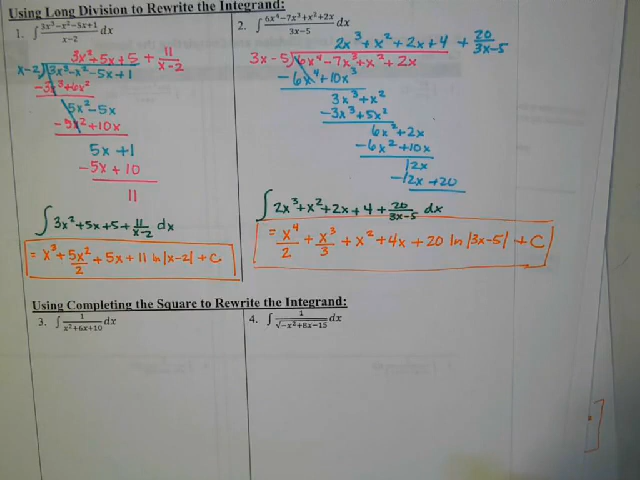 Using Long Division to Rewrite the Integrand:
1. ∫ (3x³-x²-5x+1)/(x-2) dx
3x²+5x+5 + 11/(x-2)
x-2)3x³-x²-5x+1
-3x³+6x²
5x²-5x
-5x²+10x
5x+1
-5x+10
11
∫ 3x²+5x+5+ 11/(x-2) dx
= x³ + 5x²/2 + 5x + 11 ln|x-2| + C
2. ∫ (6x⁴-7x³+x²+2x)/(3x-5) dx
2x³+x²+2x+4 + 20/(3x-5)
3x-5)6x⁴-7x³+x²+2x
-6x⁴+10x³
3x³+x²
-3x³+5x²
6x²+2x
-6x²+10x
12x
-12x+20
∫ 2x³+x²+2x+4+ 20/(3x-5) dx
= x⁴/2 + x³/3 + x² + 4x + 20 ln|3x-5| + C
Using Completing the Square to Rewrite the Integrand:
3. ∫ 1/(x²+6x+10) dx
4. ∫ 1/√(-x²+8x-15) dx